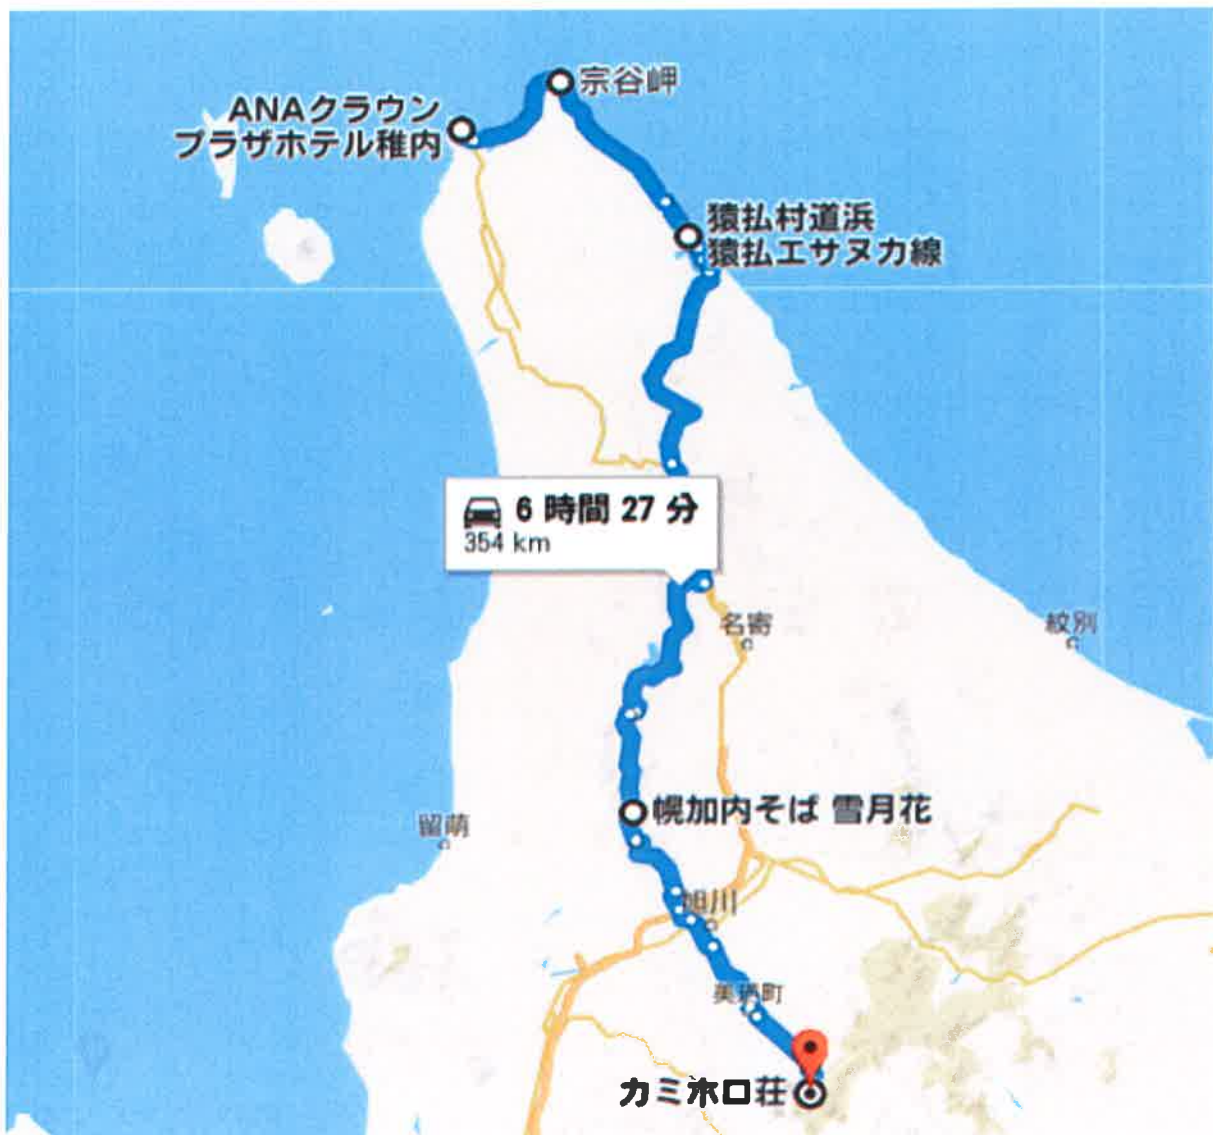 宗谷岬
ANAクラウン
プラザホテル稚内
猿払村道浜
猿払エサヌカ線
6 時間 27 分
354 km
名寄
紋別
幌加内そば 雪月花
留萌
旭川
美瑛町
カミホロ荘